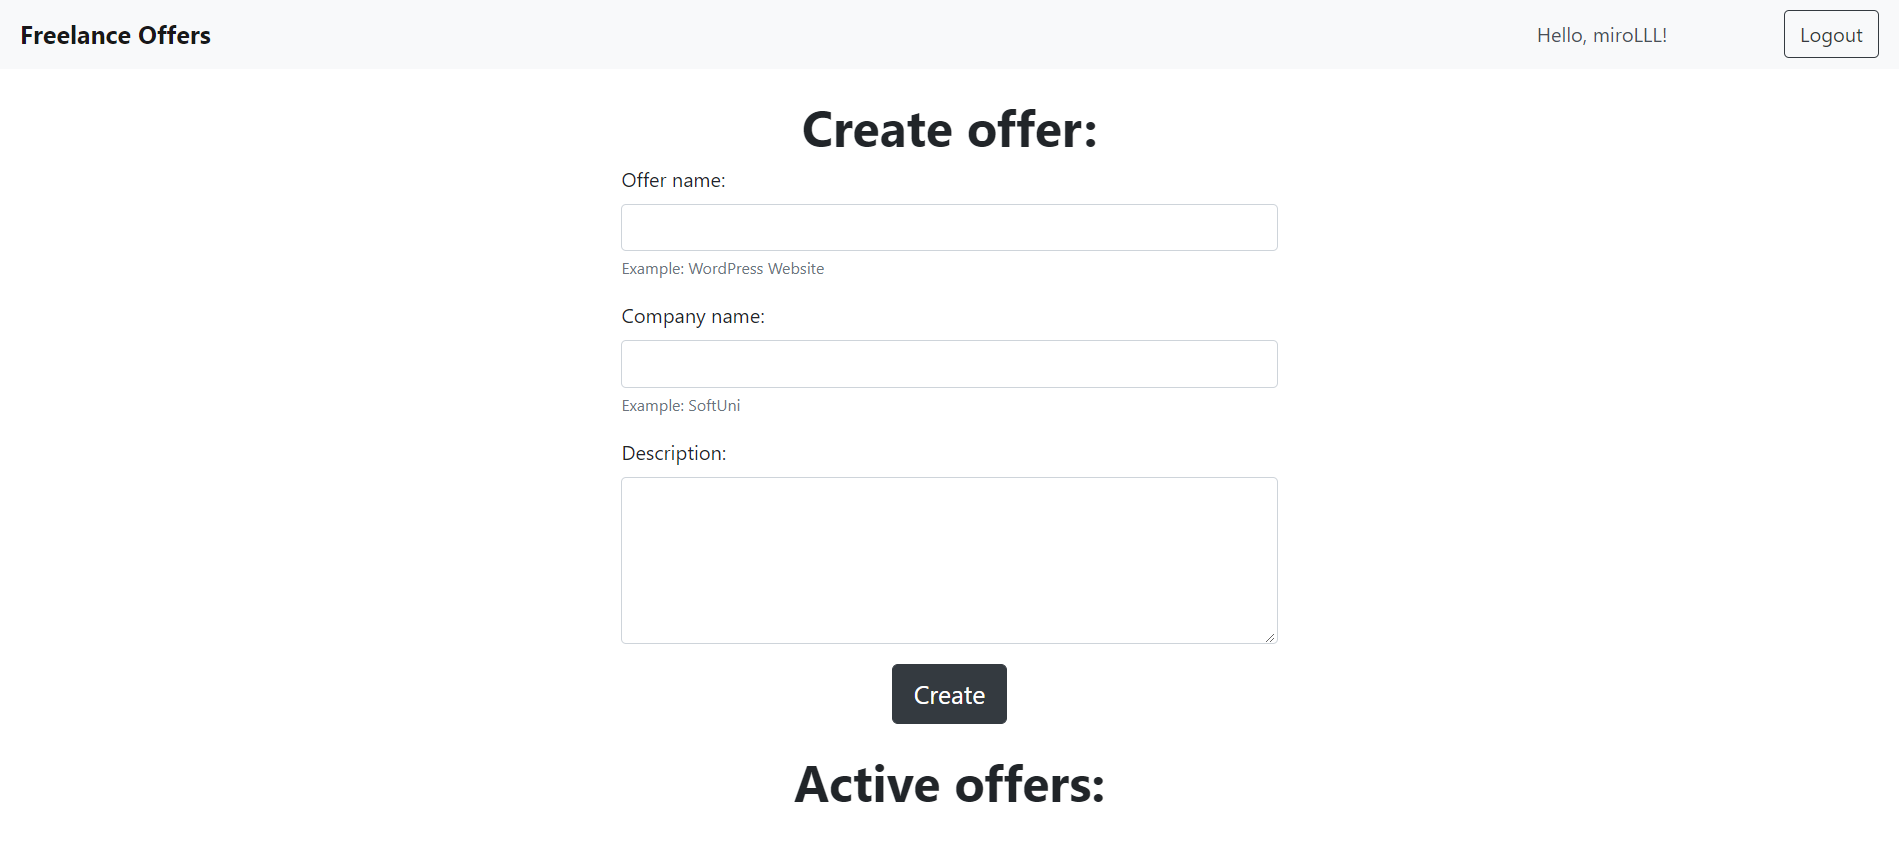 Freelance Offers
Hello, miroLLL!
Logout
Create offer:
Offer name:
Example: WordPress Website
Company name:
Example: SoftUni
Description:
Create
Active offers: